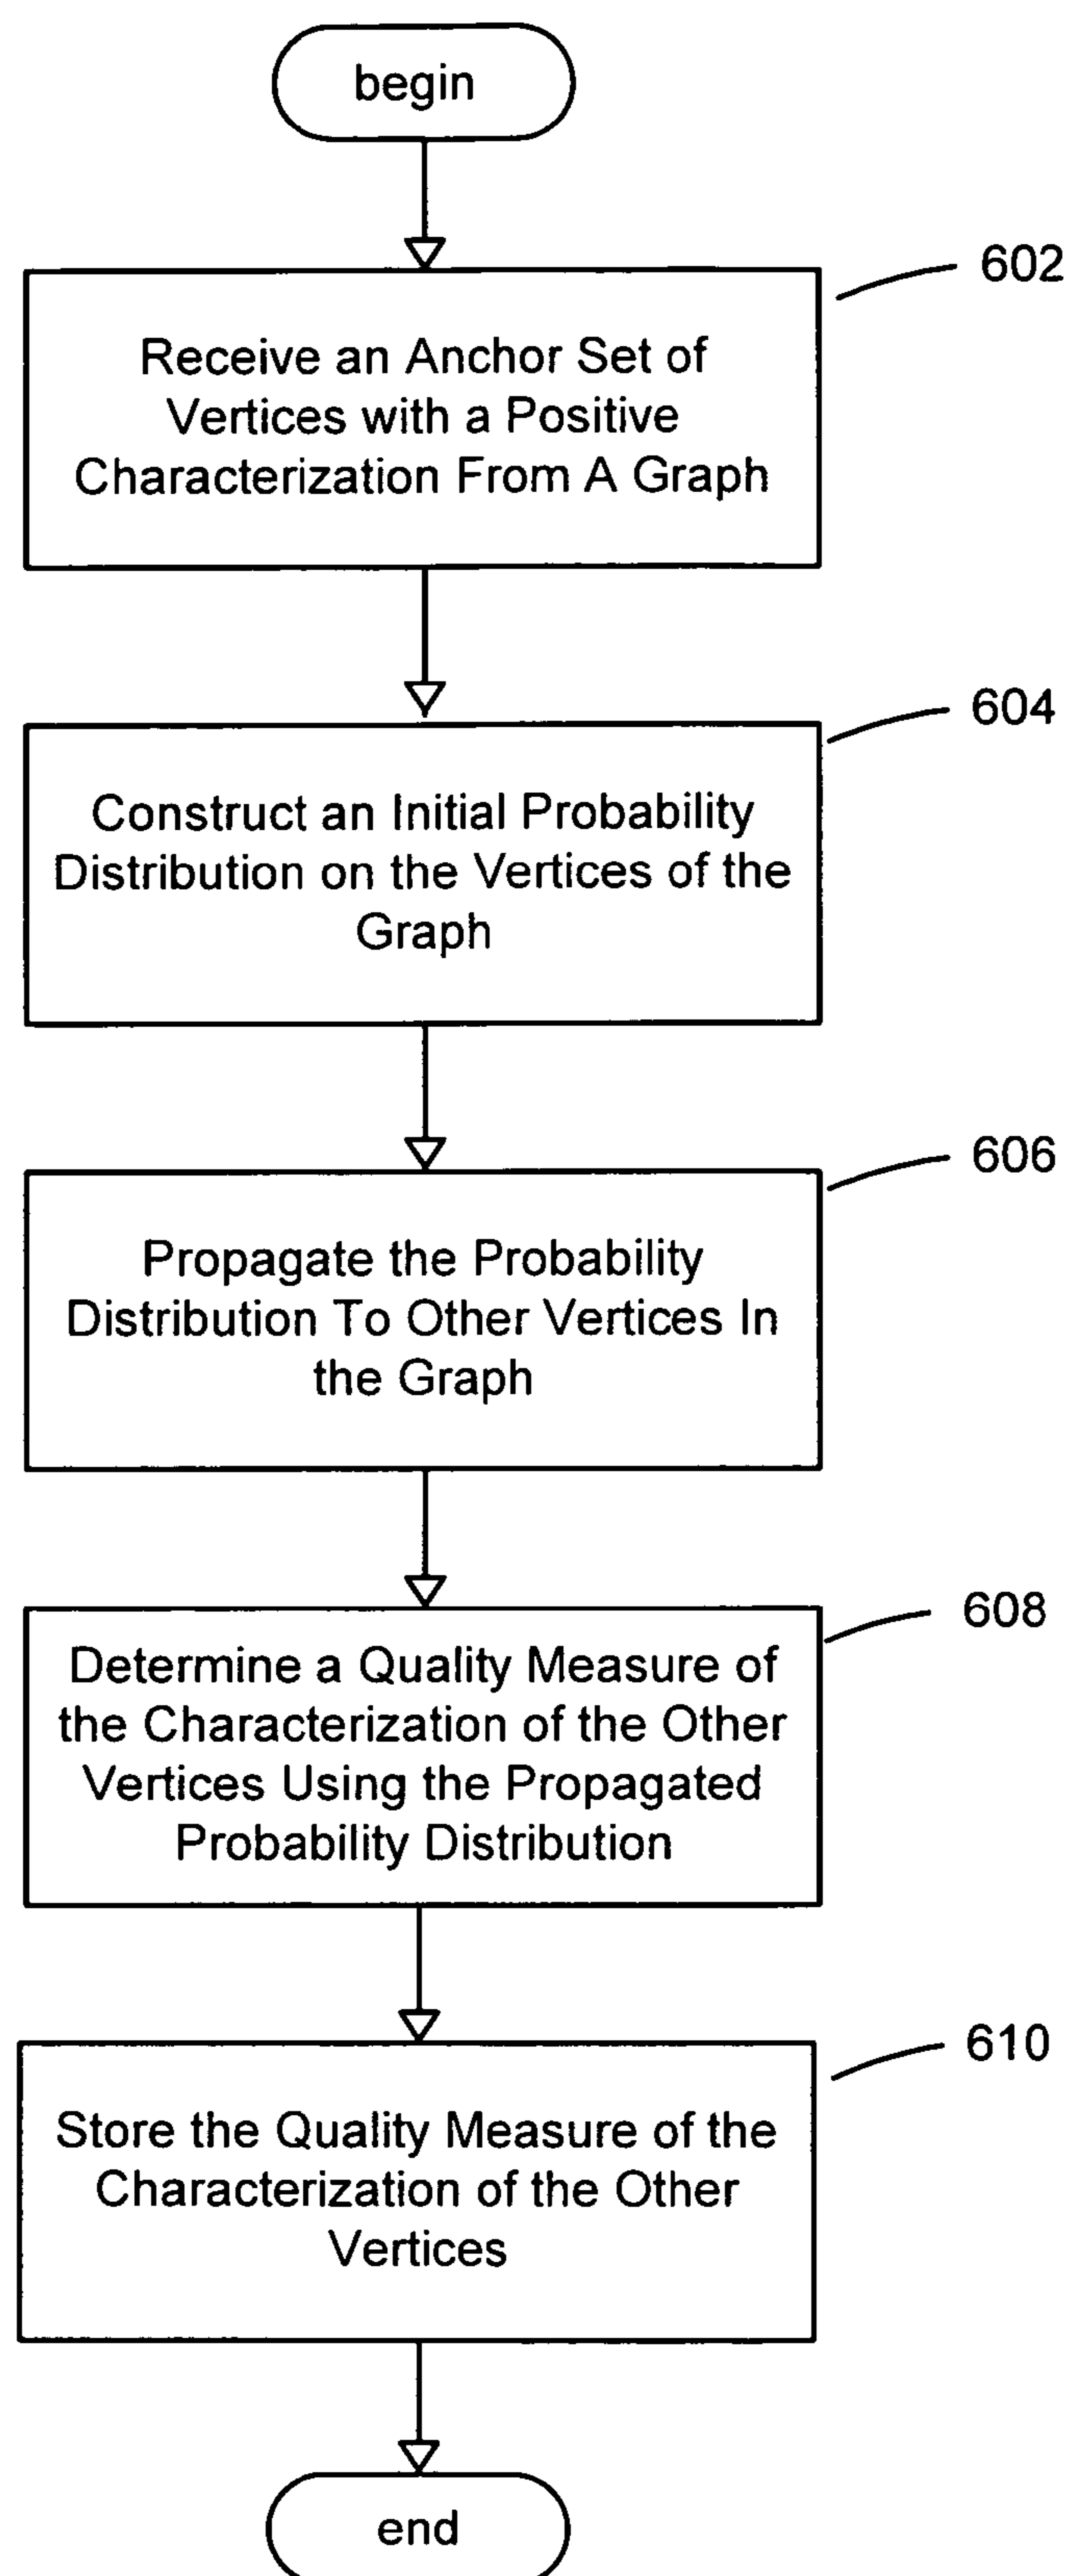 begin
602
Receive an Anchor Set of
Vertices with a Positive
Characterization From A Graph
604
Construct an Initial Probability
Distribution on the Vertices of the
Graph
606
Propagate the Probability
Distribution To Other Vertices In
the Graph
608
Determine a Quality Measure of
the Characterization of the Other
Vertices Using the Propagated
Probability Distribution
610
Store the Quality Measure of the
Characterization of the Other
Vertices
end